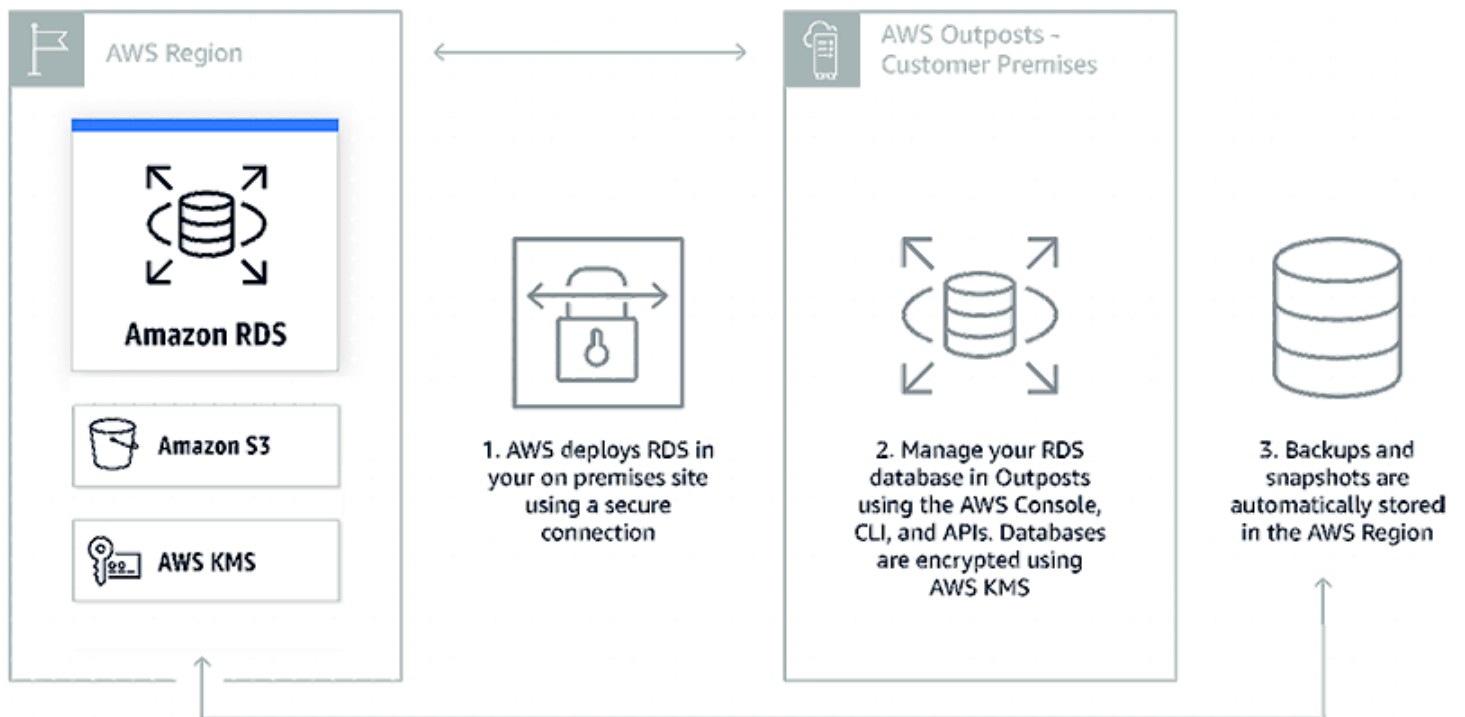 AWS Region
AWS Outposts -
Customer Premises
Amazon RDS
Amazon S3
AWS KMS
1. AWS deploys RDS in
your on premises site
using a secure
connection
2. Manage your RDS
database in Outposts
using the AWS Console,
CLI, and APIs. Databases
are encrypted using
AWS KMS
3. Backups and
snapshots are
automatically stored
in the AWS Region